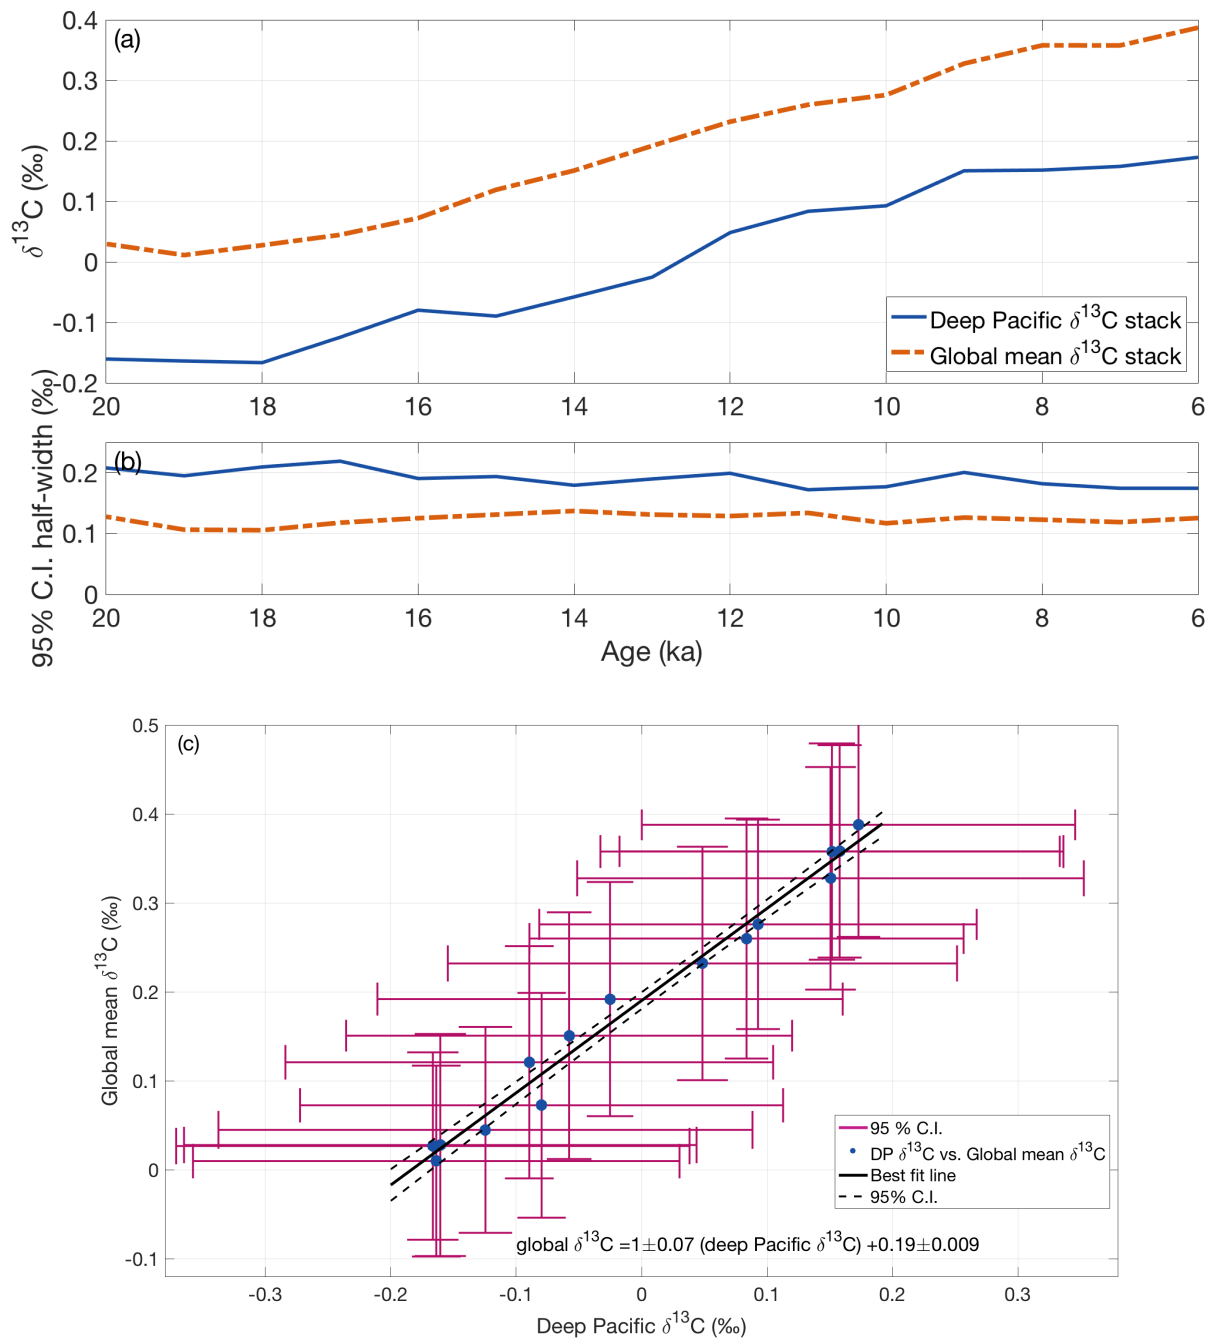 (a)
0.4
0.3
0.2
0.1
0
-0.1
-0.2
δ13C (‰)
Deep Pacific δ13C stack
Global mean δ13C stack
20 18 16 14 12 10 8 6
(b)
0.2
0.1
0
95% C.I. half-width (‰)
20 18 16 14 12 10 8 6
Age (ka)
(c)
0.5
0.4
0.3
0.2
0.1
0
-0.1
Global mean δ13C (‰)
95 % C.I.
DP δ13C vs. Global mean δ13C
Best fit line
95% C.I.
global δ13C =1±0.07 (deep Pacific δ13C) +0.19±0.009
-0.3 -0.2 -0.1 0 0.1 0.2 0.3
Deep Pacific δ13C (‰)